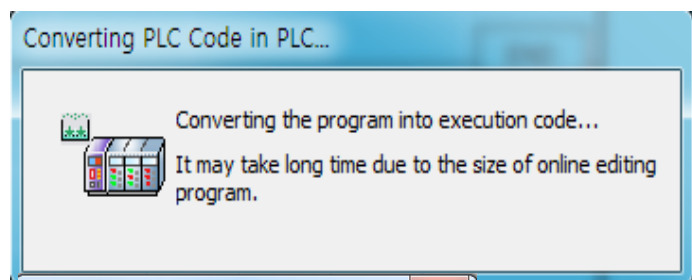 Converting PLC Code in PLC...
Converting the program into execution code...
It may take long time due to the size of online editing
program.